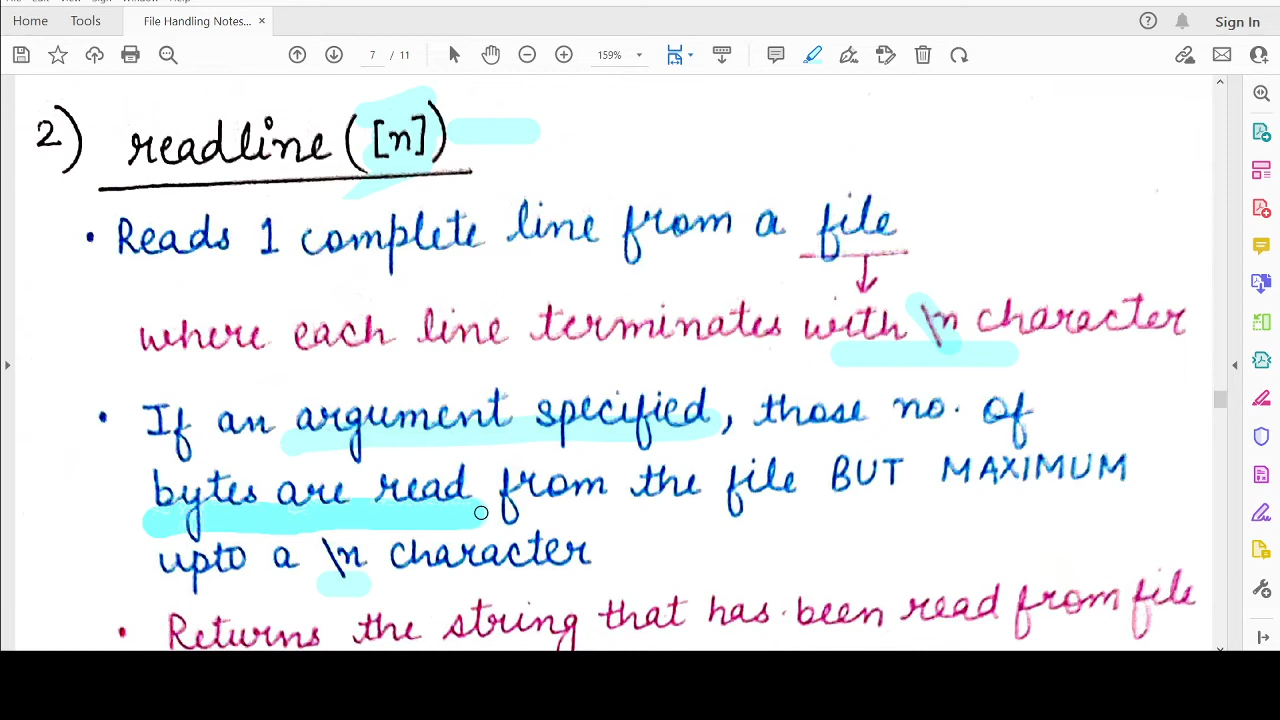 Home Tools File Handling Notes... × Sign In
7 / 11 159%
2) readline([n])
• Reads 1 complete line from a file
where each line terminates with \n character
• If an argument specified, those no. of
bytes are read from the file BUT MAXIMUM
upto a \n character
• Returns the string that has been read from file